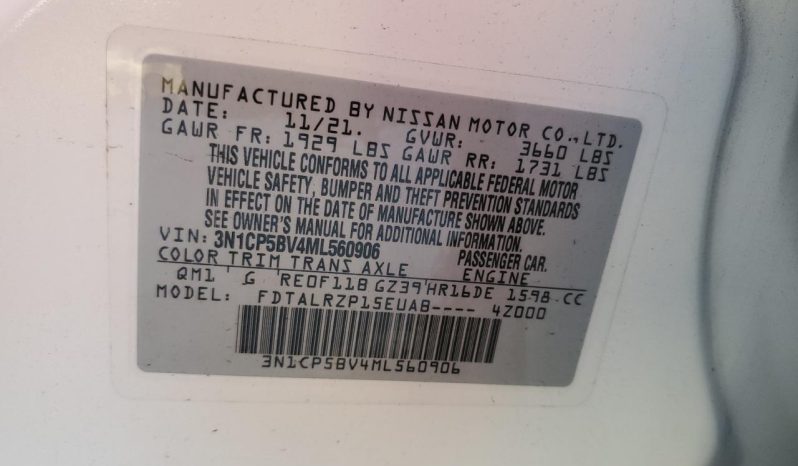 MANUFACTURED BY NISSAN MOTOR CO., LTD.
DATE: 11/21. GVWR: 3660 LBS
GAWR FR: 1929 LBS GAWR RR: 1731 LBS
THIS VEHICLE CONFORMS TO ALL APPLICABLE FEDERAL MOTOR
VEHICLE SAFETY, BUMPER AND THEFT PREVENTION STANDARDS
IN EFFECT ON THE DATE OF MANUFACTURE SHOWN ABOVE.
SEE OWNER'S MANUAL FOR ADDITIONAL INFORMATION.
VIN: 3N1CP5BV4ML560906 PASSENGER CAR.
COLOR TRIM TRANS AXLE ENGINE
QM1 ' G 'RE0F11B GZ39'HR16DE 1598 CC
MODEL: FDTALRZP15EUAB---- 4Z000
3N1CP5BV4ML560906